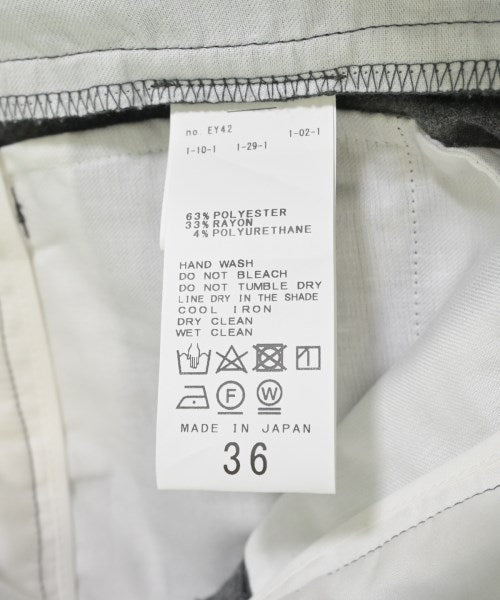 no. EY42 1-02-1
1-10-1 1-29-1
63% POLYESTER
33% RAYON
4% POLYURETHANE
HAND WASH
DO NOT BLEACH
DO NOT TUMBLE DRY
LINE DRY IN THE SHADE
COOL IRON
DRY CLEAN
WET CLEAN
F W
MADE IN JAPAN
36